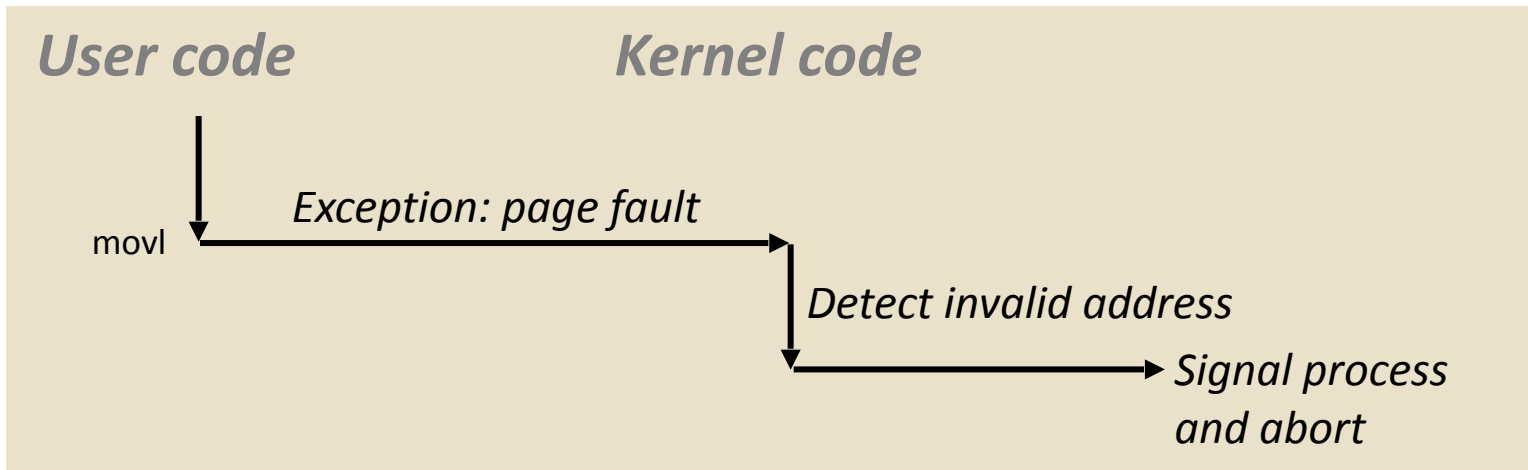 User code
Kernel code
Exception: page fault
movl
Detect invalid address
Signal process
and abort